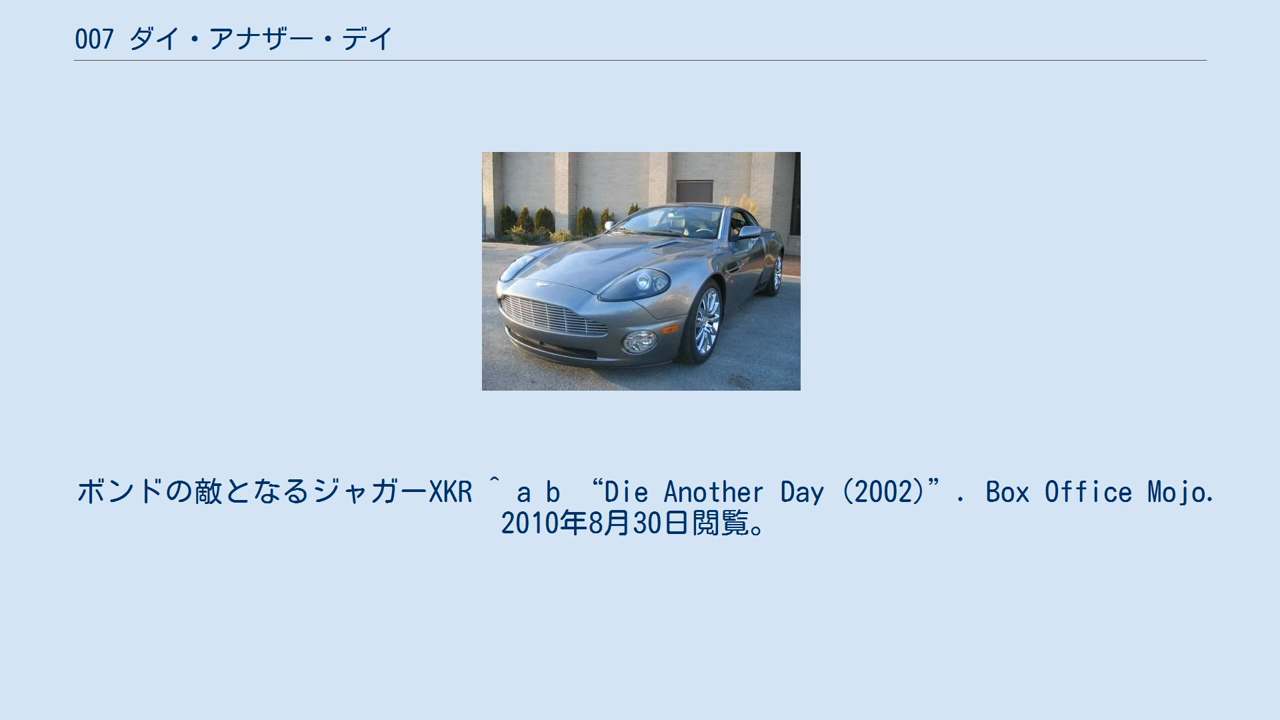 007 ダイ・アナザー・デイ
ボンドの敵となるジャガーXKR ^ a b “Die Another Day (2002)”. Box Office Mojo.
2010年8月30日閲覧。